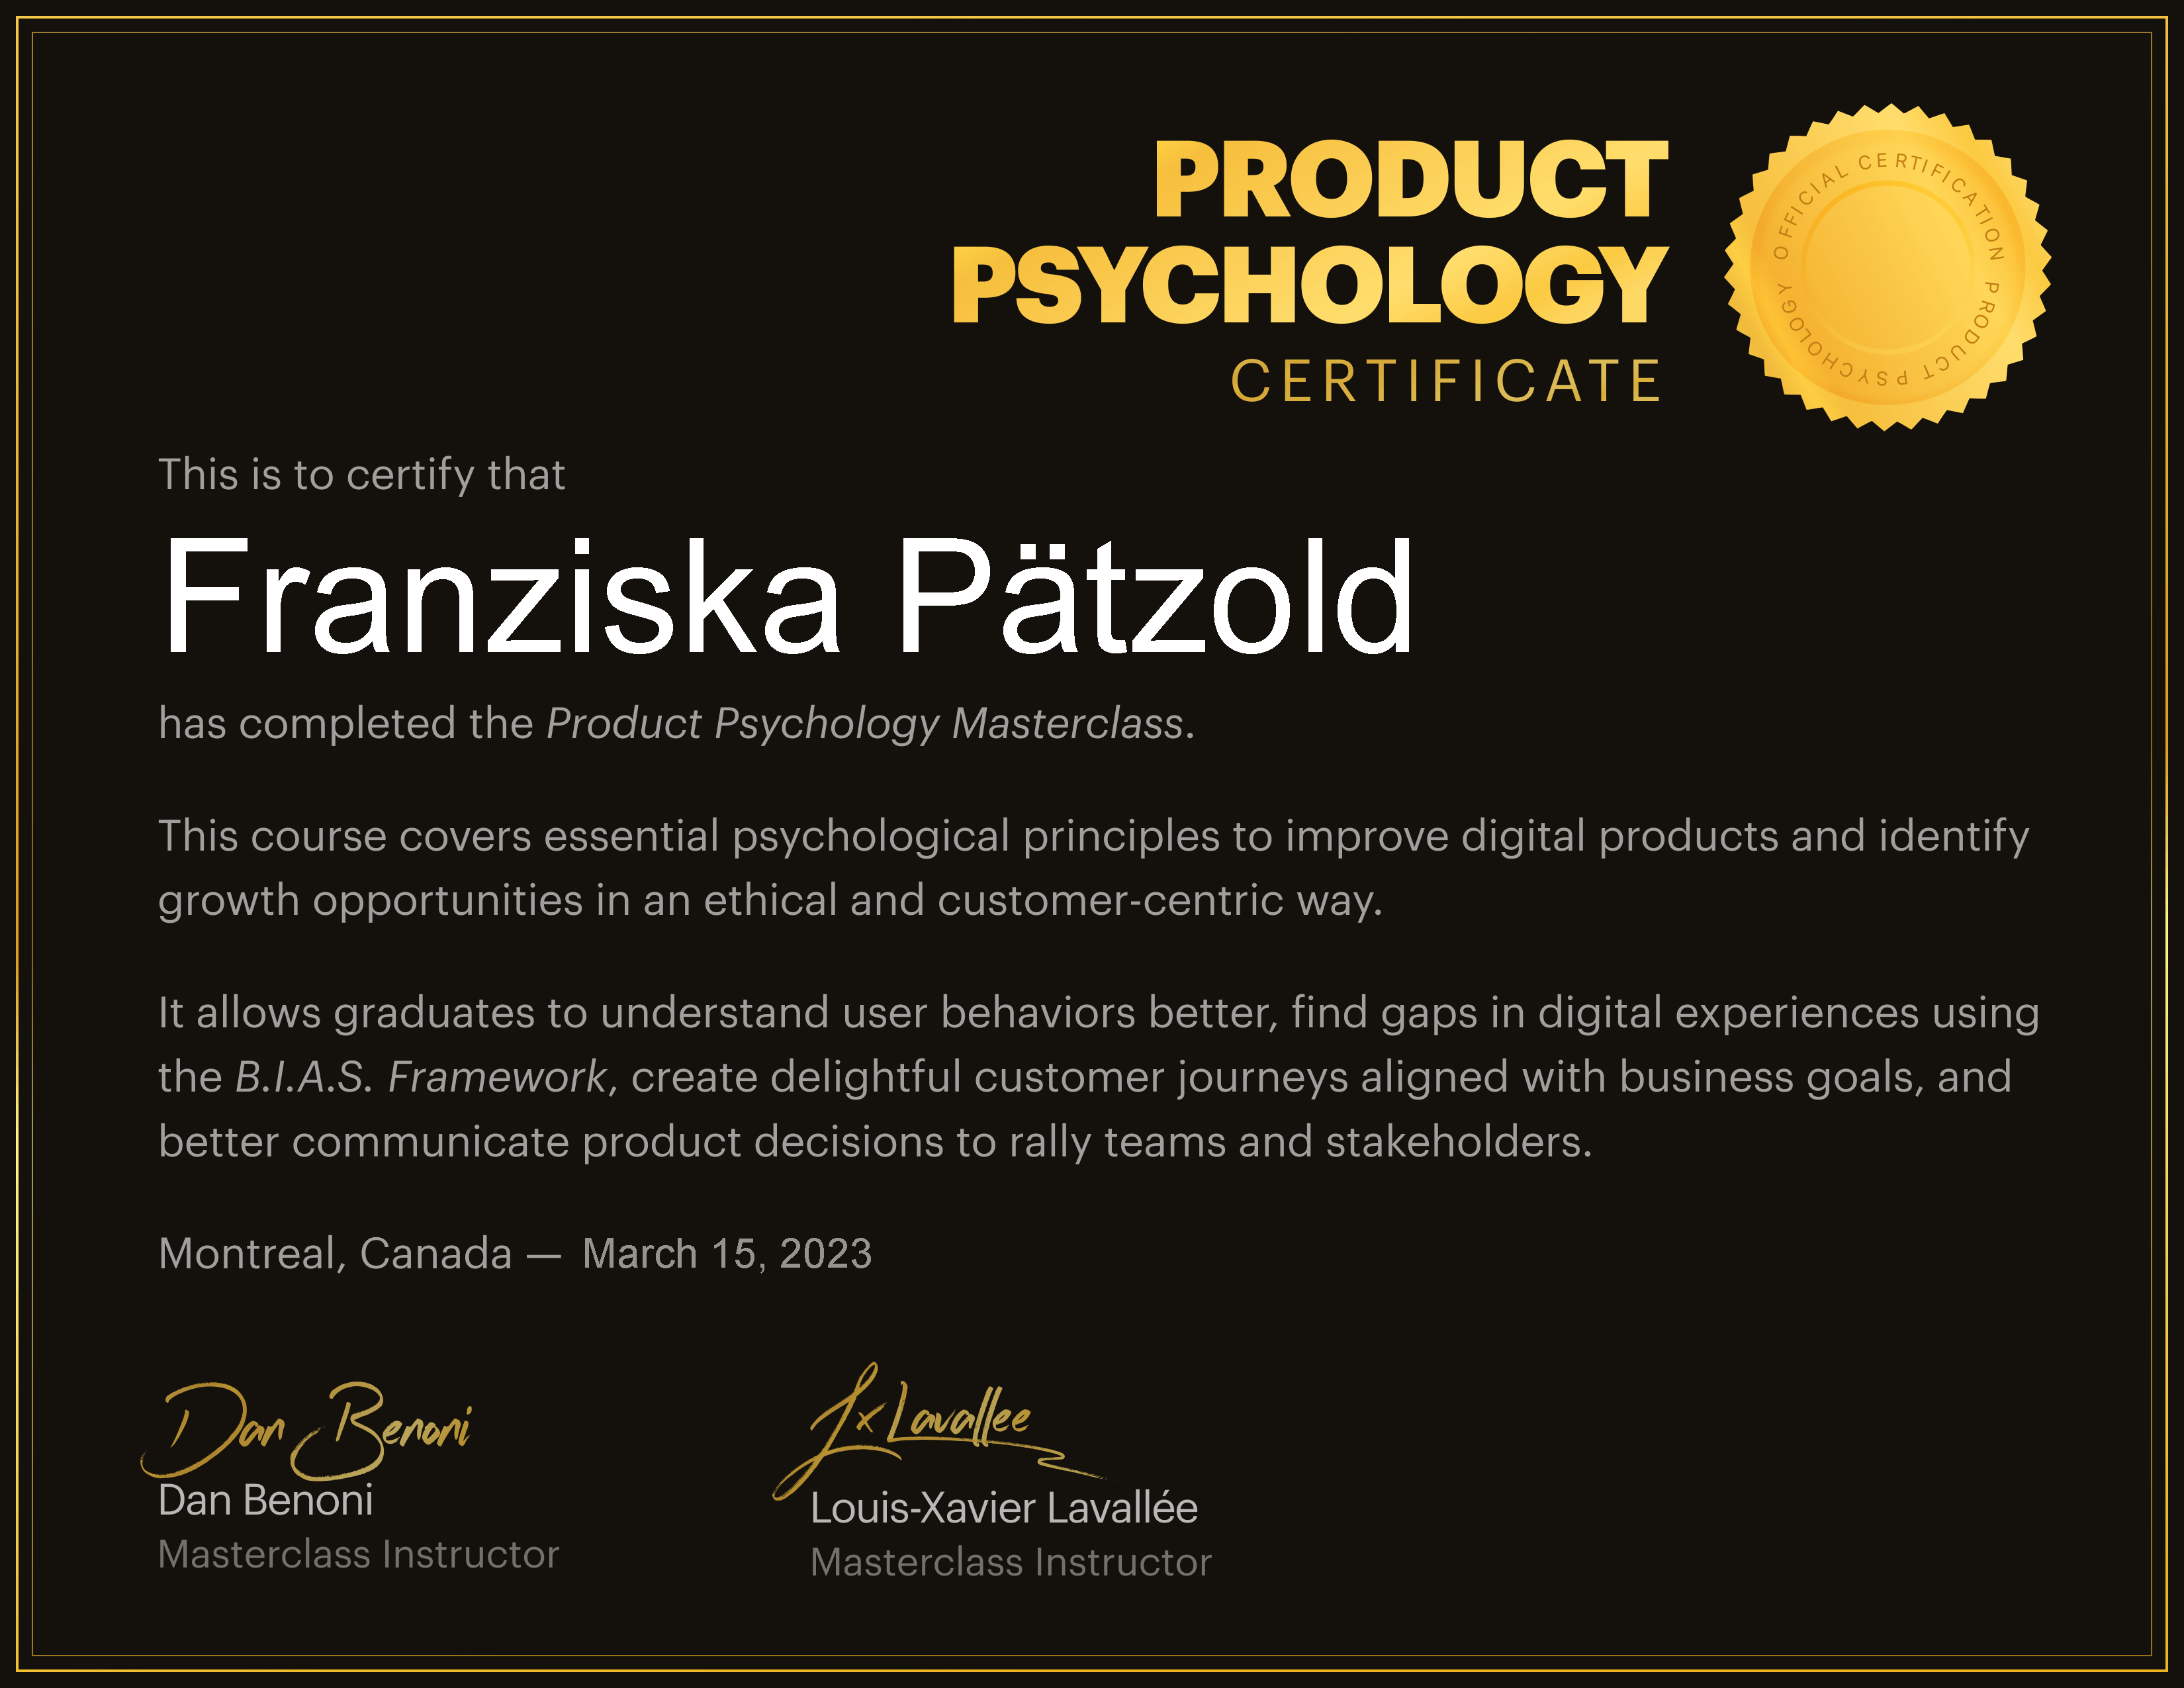 PRODUCT
PSYCHOLOGY
CERTIFICATE
OFFICIAL CERTIFICATION PRODUCT PSYCHOLOGY
This is to certify that
Franziska Pätzold
has completed the Product Psychology Masterclass.
This course covers essential psychological principles to improve digital products and identify
growth opportunities in an ethical and customer-centric way.
It allows graduates to understand user behaviors better, find gaps in digital experiences using
the B.I.A.S. Framework, create delightful customer journeys aligned with business goals, and
better communicate product decisions to rally teams and stakeholders.
Montreal, Canada — March 15, 2023
Dan Benoni
Lx Lavallee
Dan Benoni
Louis-Xavier Lavallée
Masterclass Instructor
Masterclass Instructor